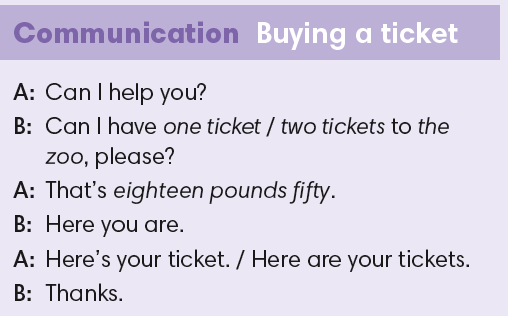 Communication Buying a ticket
A: Can I help you?
B: Can I have one ticket / two tickets to the
zoo, please?
A: That's eighteen pounds fifty.
B: Here you are.
A: Here's your ticket. / Here are your tickets.
B: Thanks.